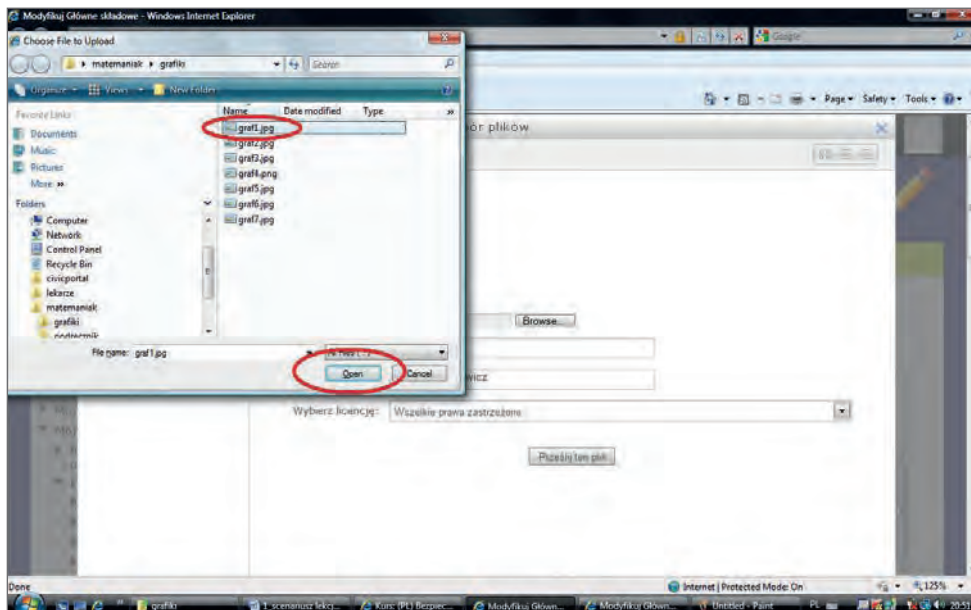 Modyfikuj Główne składowe - Windows Internet Explorer
Choose File to Upload
Google
matemaniak grafiki
Search
Organize Views New Folder
Page Safety Tools
Favorite Links
Name Date modified Type
ór plików
Documents
Music
Pictures
More
graf1.jpg
graf2.jpg
graf3.jpg
graf4.png
graf5.jpg
graf6.jpg
graf7.jpg
Folders
Computer
Network
Control Panel
Recycle Bin
civicportal
lekarze
matemaniak
grafiki
podręcznik
Browse...
File name: graf1.jpg
Open Cancel
wicz
Wybierz licencję: Wszelkie prawa zastrzeżone
Prześlij ten plik
Done
Internet | Protected Mode: On
125%
grafiki
1_scenariusz lekcj...
Kurs: (PL) Bezpiec...
Modyfikuj Główn...
Modyfikuj Główn...
Untitled - Paint
PL